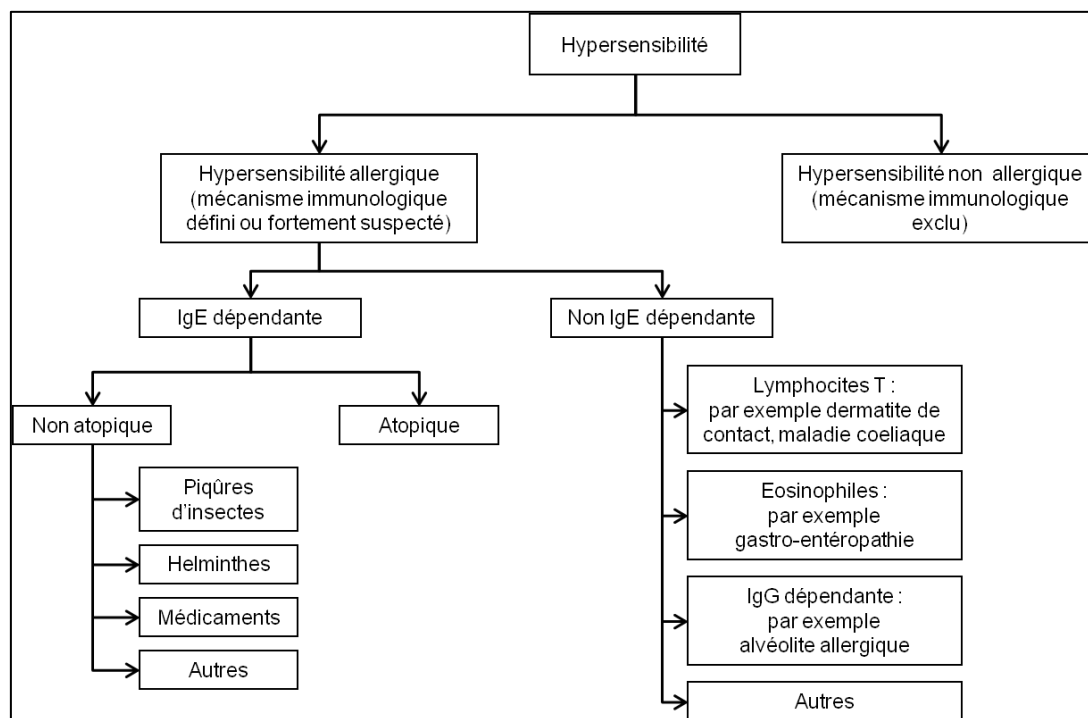 Hypersensibilité
Hypersensibilité allergique
(mécanisme immunologique
défini ou fortement suspecté)
Hypersensibilité non allergique
(mécanisme immunologique
exclu)
IgE dépendante
Non IgE dépendante
Non atopique
Atopique
Piqûres
d'insectes
Helminthes
Médicaments
Autres
Lymphocites T :
par exemple dermatite de
contact, maladie coeliaque
Eosinophiles :
par exemple
gastro-entéropathie
IgG dépendante :
par exemple
alvéolite allergique
Autres